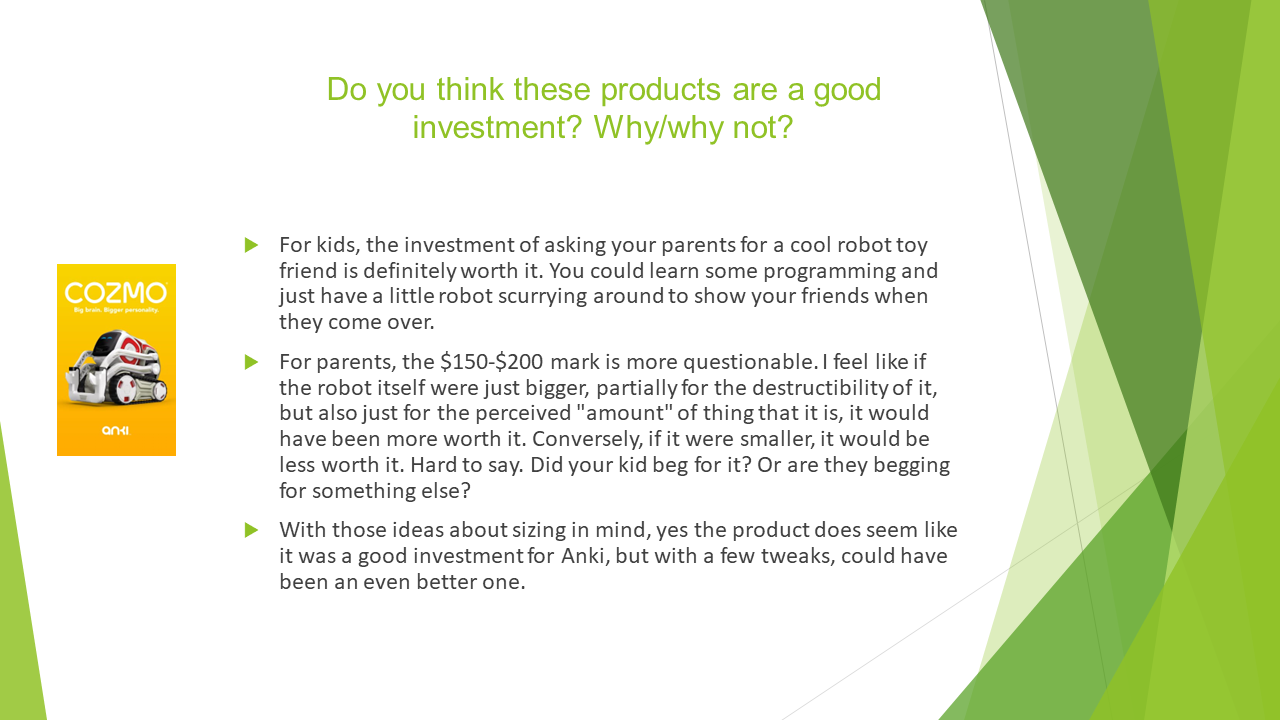 Do you think these products are a good
investment? Why/why not?
For kids, the investment of asking your parents for a cool robot toy
friend is definitely worth it. You could learn some programming and
just have a little robot scurrying around to show your friends when
they come over.
COZMO
Big brain. Bigger personality.
anki
For parents, the $150-$200 mark is more questionable. I feel like if
the robot itself were just bigger, partially for the destructibility of it,
but also just for the perceived "amount" of thing that it is, it would
have been more worth it. Conversely, if it were smaller, it would be
less worth it. Hard to say. Did your kid beg for it? Or are they begging
for something else?
With those ideas about sizing in mind, yes the product does seem like
it was a good investment for Anki, but with a few tweaks, could have
been an even better one.